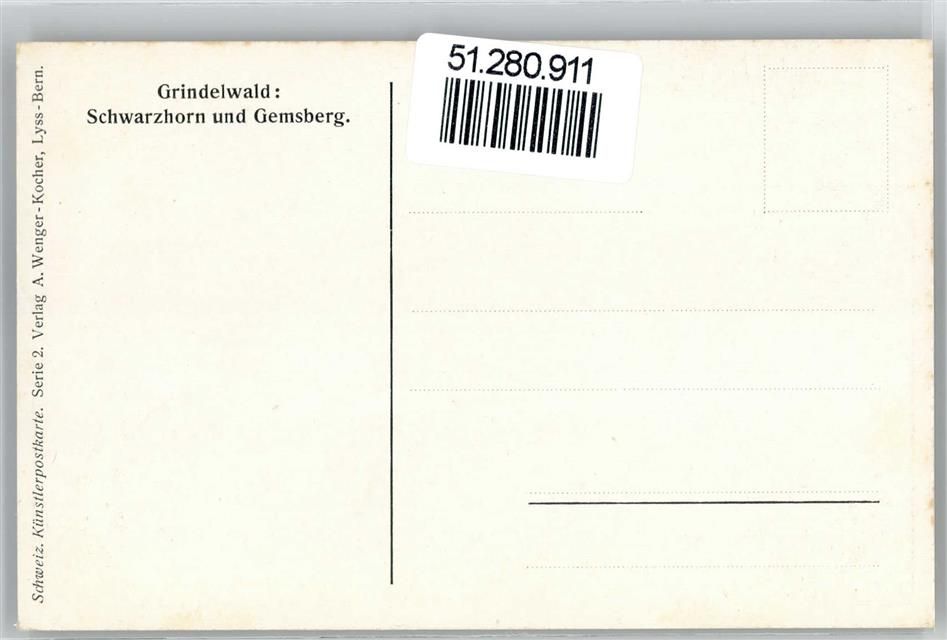 Grindelwald:
Schwarzhorn und Gemsberg.
51.280.911
Schweiz. Künstlerpostkarte. Serie 2. Verlag A. Wenger-Kocher, Lyss-Bern.